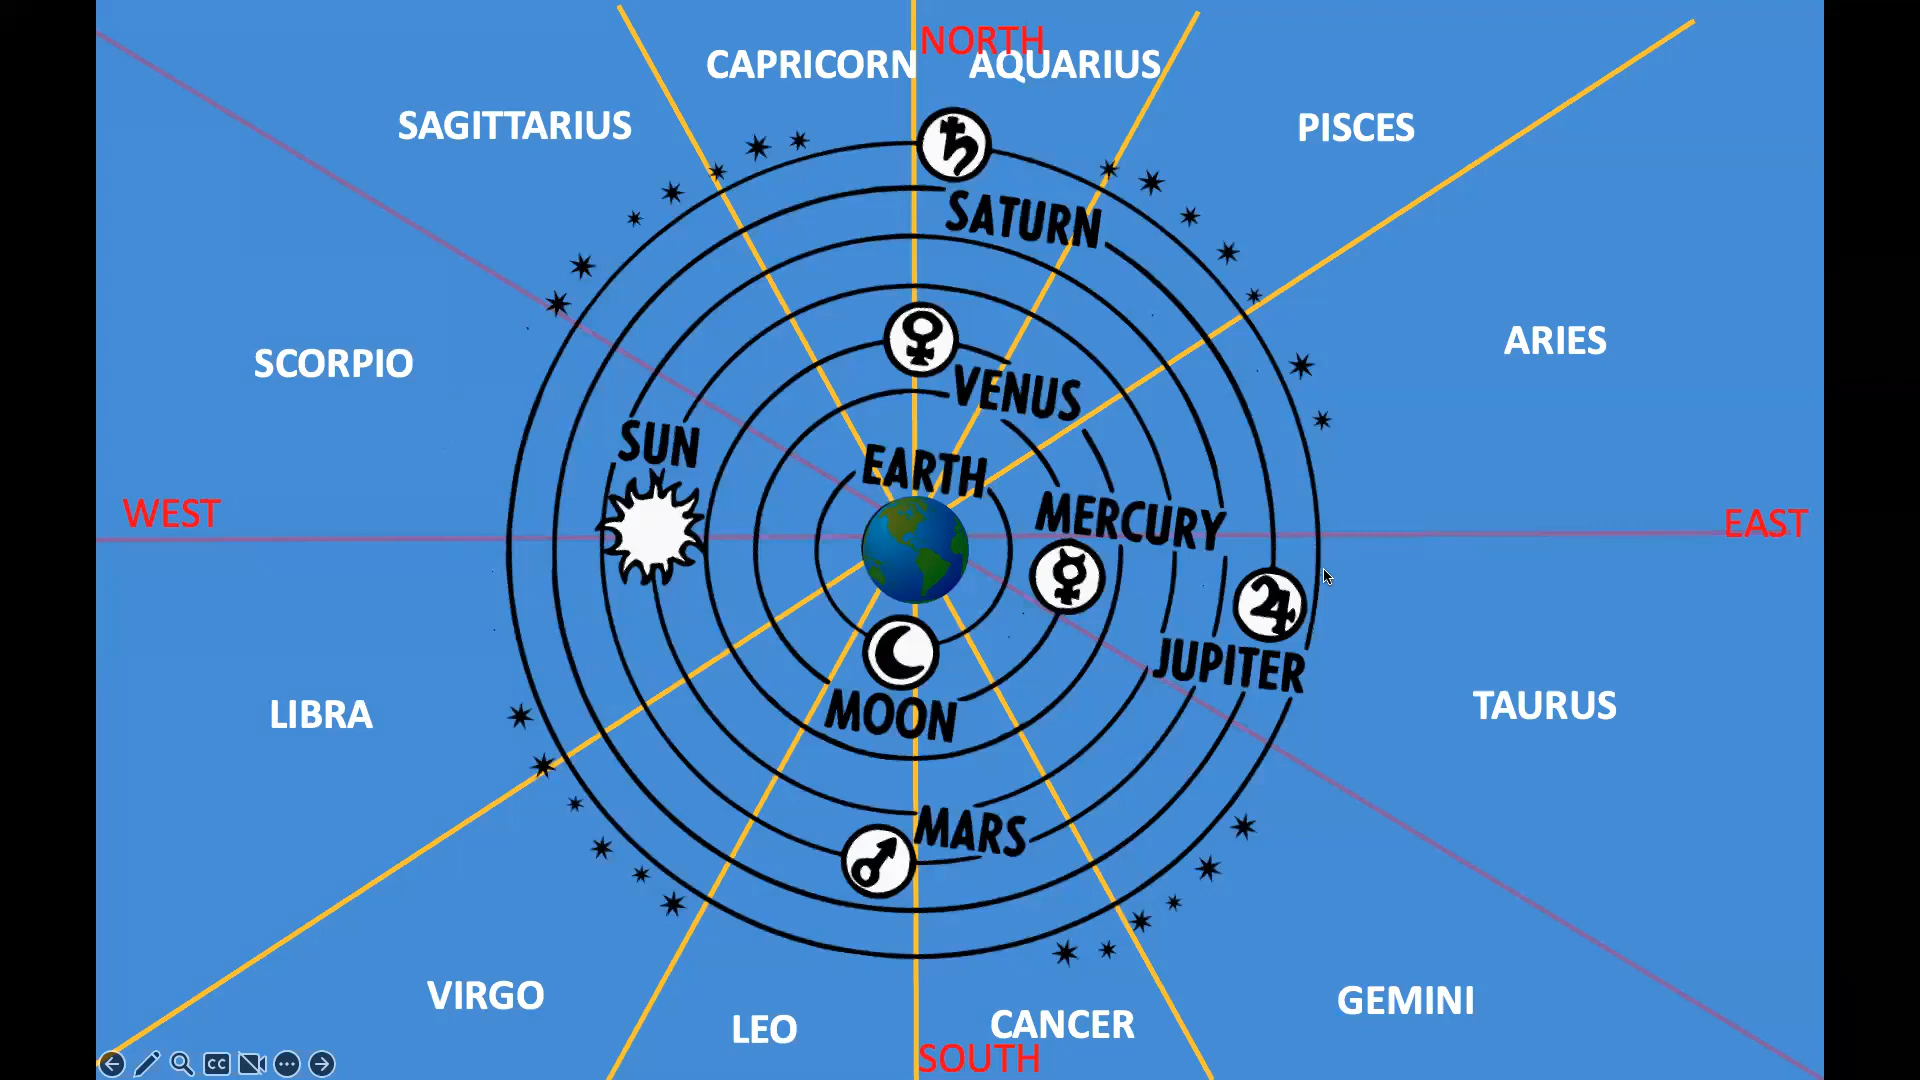 NORTH
CAPRICORN
AQUARIUS
SAGITTARIUS
PISCES
SATURN
SCORPIO
ARIES
VENUS
SUN
EARTH
WEST
MERCURY
EAST
JUPITER
LIBRA
MOON
TAURUS
MARS
VIRGO
LEO
CANCER
GEMINI
SOUTH
CC